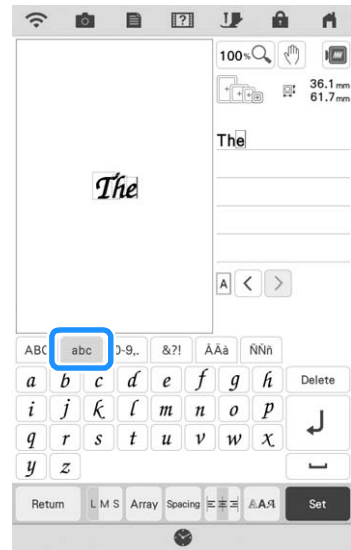 100%
36.1 mm
61.7 mm
The
The
A < >
ABC abc 0~9,. &?! ÄÄà ÑÑñ
a b c d e f g h Delete
i j k l m n o p
q r s t u v w x
y z
Return L M S Array Spacing AAA Set